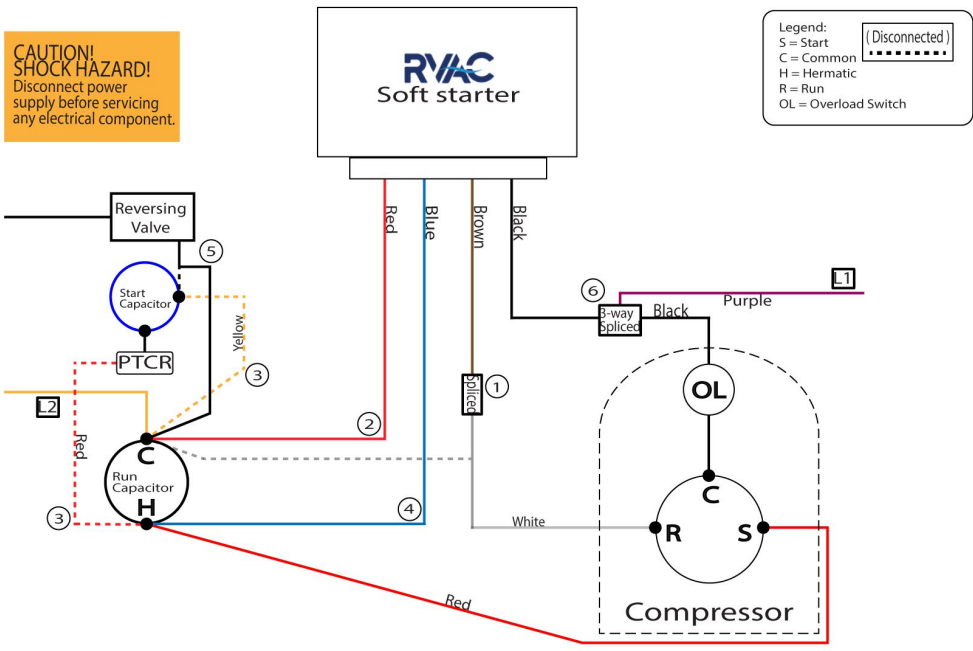 CAUTION!
SHOCK HAZARD!
Disconnect power
supply before servicing
any electrical component.
RVAC
Soft starter
Legend:
S = Start
C = Common
H = Hermatic
R = Run
OL = Overload Switch
( Disconnected )
Reversing
Valve
5
Start
Capacitor
PTCR
Yellow
3
L2
Red
C
Run
Capacitor
H
3
Red
Blue
Brown
Black
2
4
Spliced
1
6
3-way
Spliced
Black
Purple
L1
OL
C
R
S
White
Red
Compressor